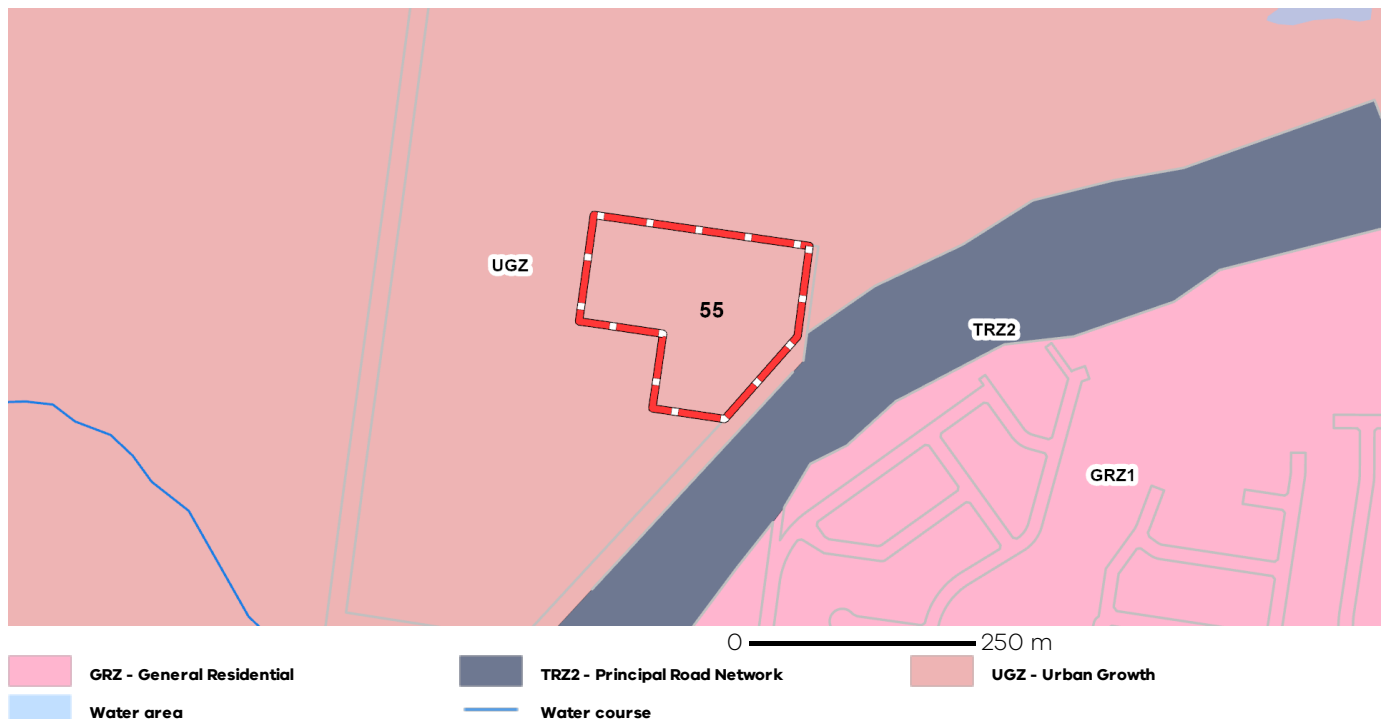 UGZ
55
TRZ2
GRZ1
0 250 m
GRZ - General Residential TRZ2 - Principal Road Network UGZ - Urban Growth
Water area Water course